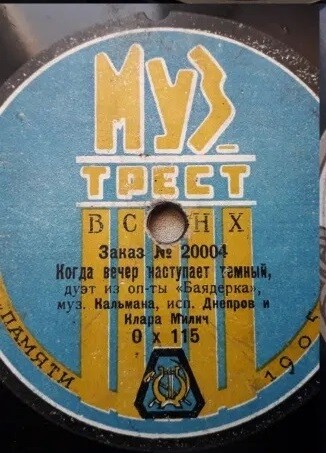 МУЗ
ТРЕСТ
ВСНХ
Заказ № 20004
Когда вечер наступает темный,
дуэт из оп-ты «Баядерка»,
муз. Кальмана, исп. Днепров и
Клара Милич
0 х 115
ПАМЯТИ
1905